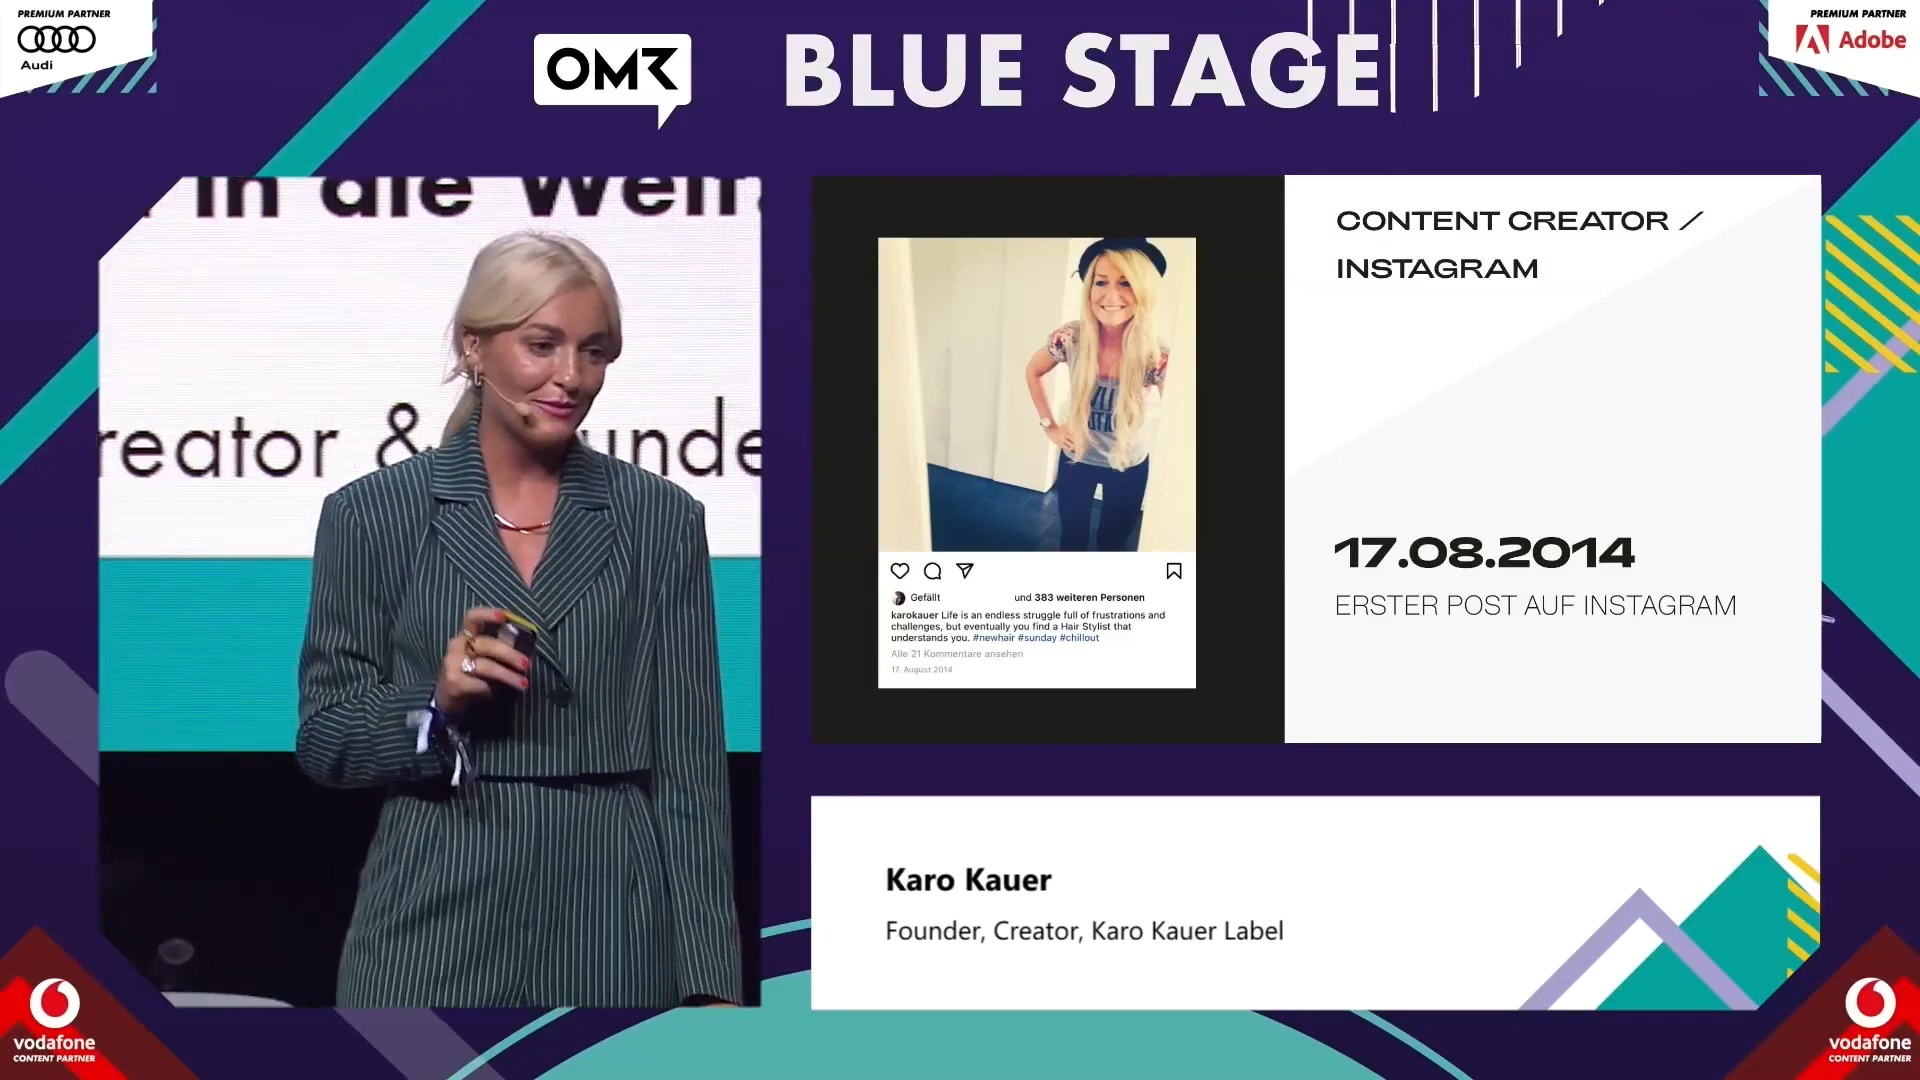 PREMIUM PARTNER
Audi
OMR
BLUE STAGE
PREMIUM PARTNER
Adobe
in die Welt
reator &
CONTENT CREATOR /
INSTAGRAM
17.08.2014
ERSTER POST AUF INSTAGRAM
Gefällt und 383 weiteren Personen
karokauer Life is an endless struggle full of frustrations and
challenges, but eventually you find a Hair Stylist that
understands you. #newhair #sunday #chillout
Alle 21 Kommentare ansehen
17. August 2014
Karo Kauer
Founder, Creator, Karo Kauer Label
vodafone
CONTENT PARTNER
vodafone
CONTENT PARTNER